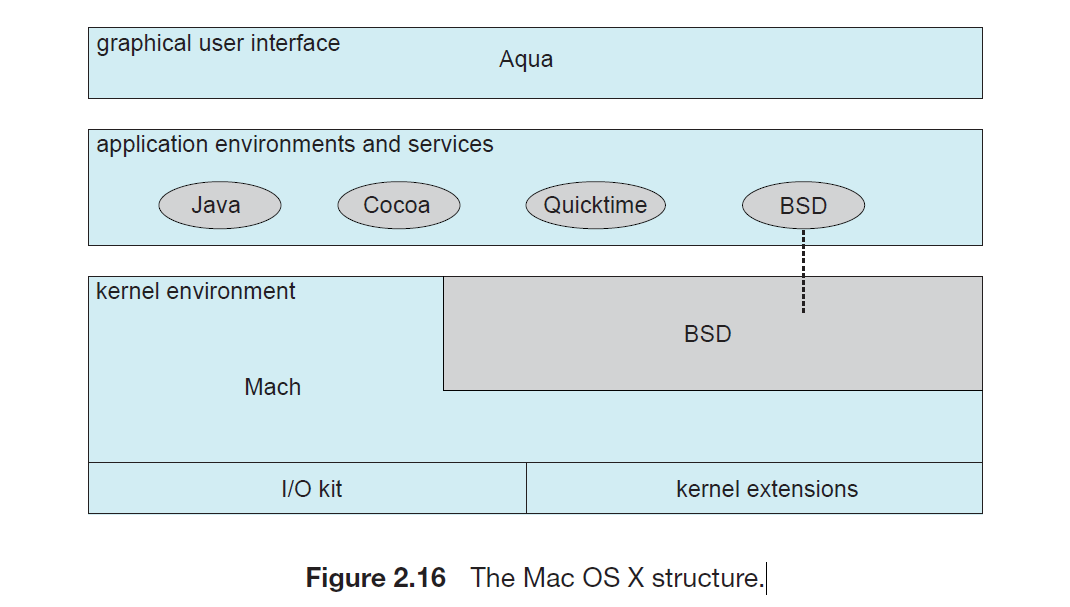 graphical user interface
Aqua
application environments and services
Java Cocoa Quicktime BSD
kernel environment
BSD
Mach
I/O kit kernel extensions
Figure 2.16 The Mac OS X structure.